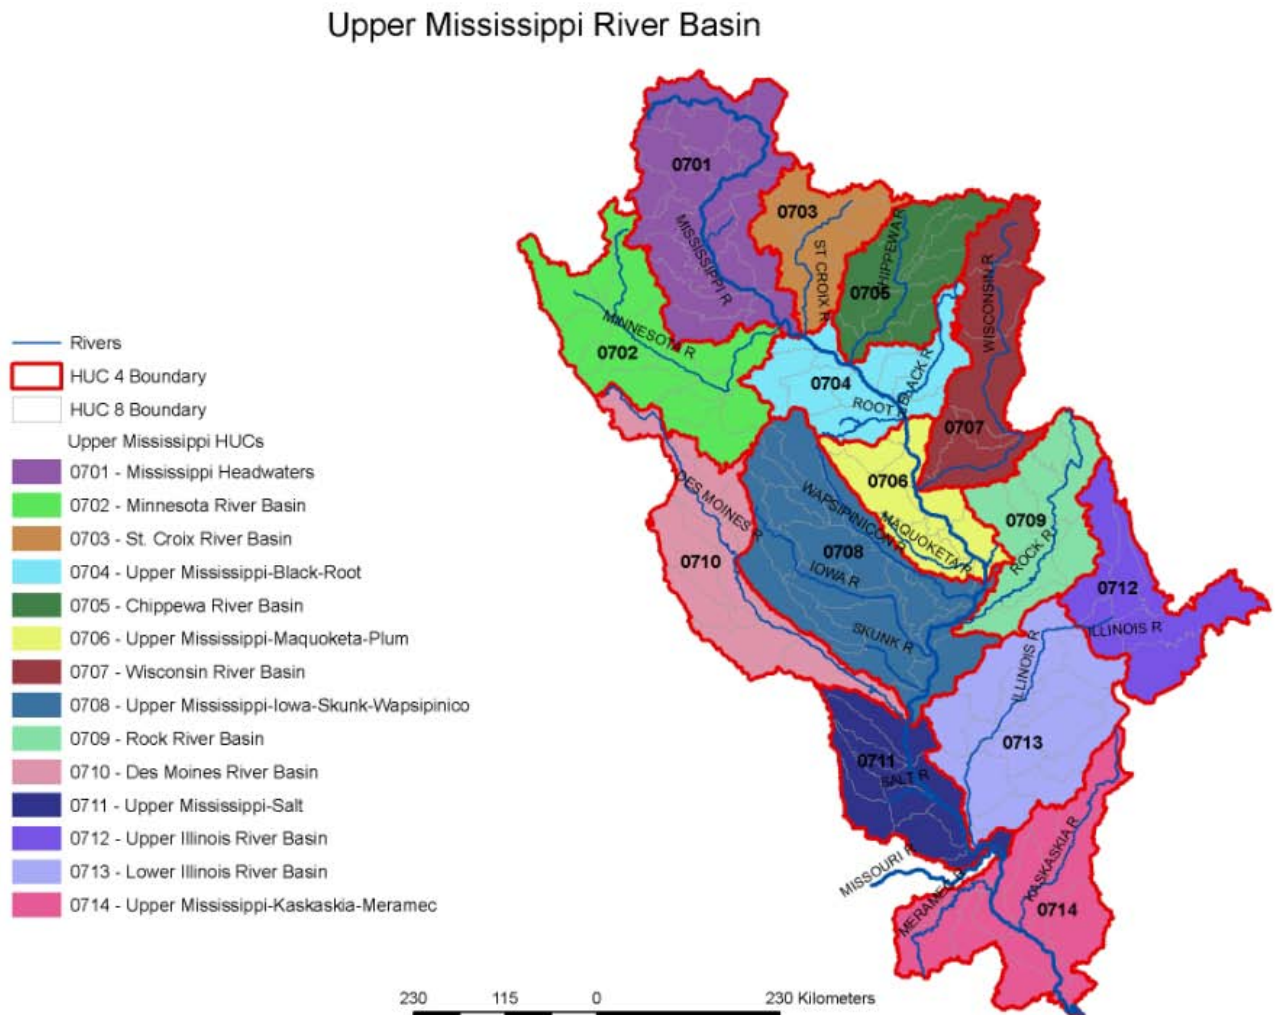 Upper Mississippi River Basin
0701
0703
MISSISSIPPI R
ST CROIX R
CHIPPEWA R
0705
WISCONSIN R
MINNESOTA R
0702
0704
ROOT
BLACK R
0707
Rivers
HUC 4 Boundary
HUC 8 Boundary
Upper Mississippi HUCs
0701 - Mississippi Headwaters
0702 - Minnesota River Basin
0703 - St. Croix River Basin
0704 - Upper Mississippi-Black-Root
0705 - Chippewa River Basin
0706 - Upper Mississippi-Maquoketa-Plum
0707 - Wisconsin River Basin
0708 - Upper Mississippi-Iowa-Skunk-Wapsipinico
0709 - Rock River Basin
0710 - Des Moines River Basin
0711 - Upper Mississippi-Salt
0712 - Upper Illinois River Basin
0713 - Lower Illinois River Basin
0714 - Upper Mississippi-Kaskaskia-Meramec
DES MOINES R
WAPSIPINICON R
0706
MAQUOKETA R
0709
ROCK R
0708
IOWA R
0710
0712
ILLINOIS R
SKUNK R
ILLINOIS R
0713
0711
SALT R
MISSOURI R
MERAMEC R
KASKASKIA R
0714
230 115 0 230 Kilometers